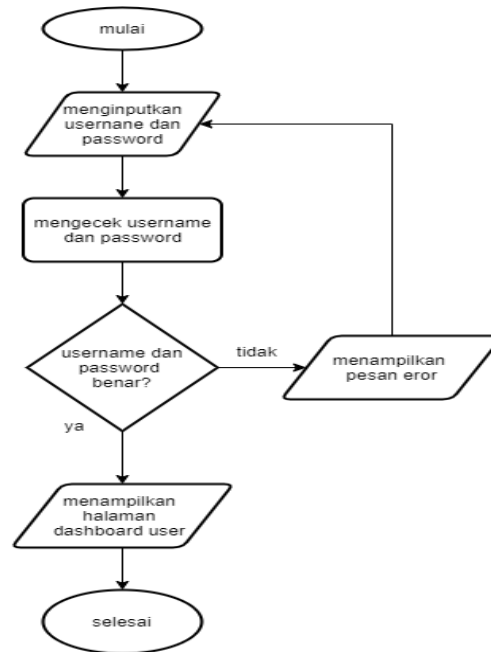 mulai
menginputkan
usernane dan
password
mengecek username
dan password
username dan
password
benar?
tidak
menampilkan
pesan eror
ya
menampilkan
halaman
dashboard user
selesai